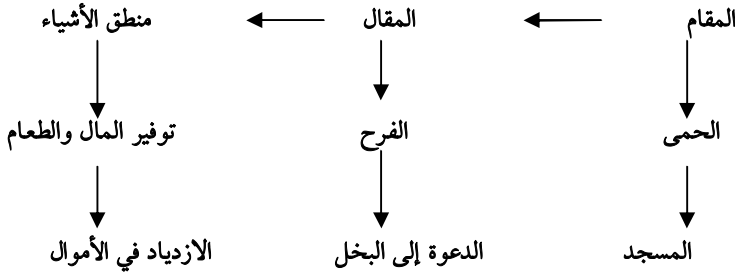 المقام المقال منطق الأشياء
الحمى الفرح توفير المال والطعام
المسجد الدعوة إلى البخل الازدياد في الأموال